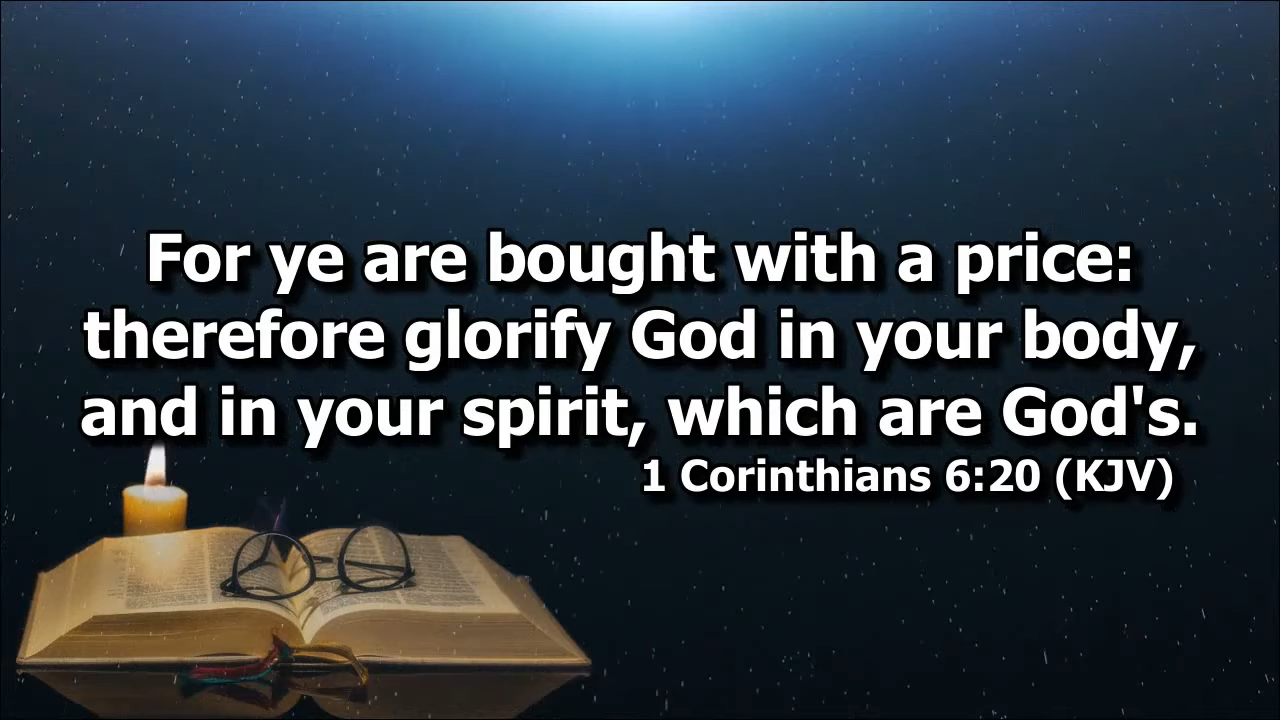 For ye are bought with a price:
therefore glorify God in your body,
and in your spirit, which are God's.
1 Corinthians 6:20 (KJV)